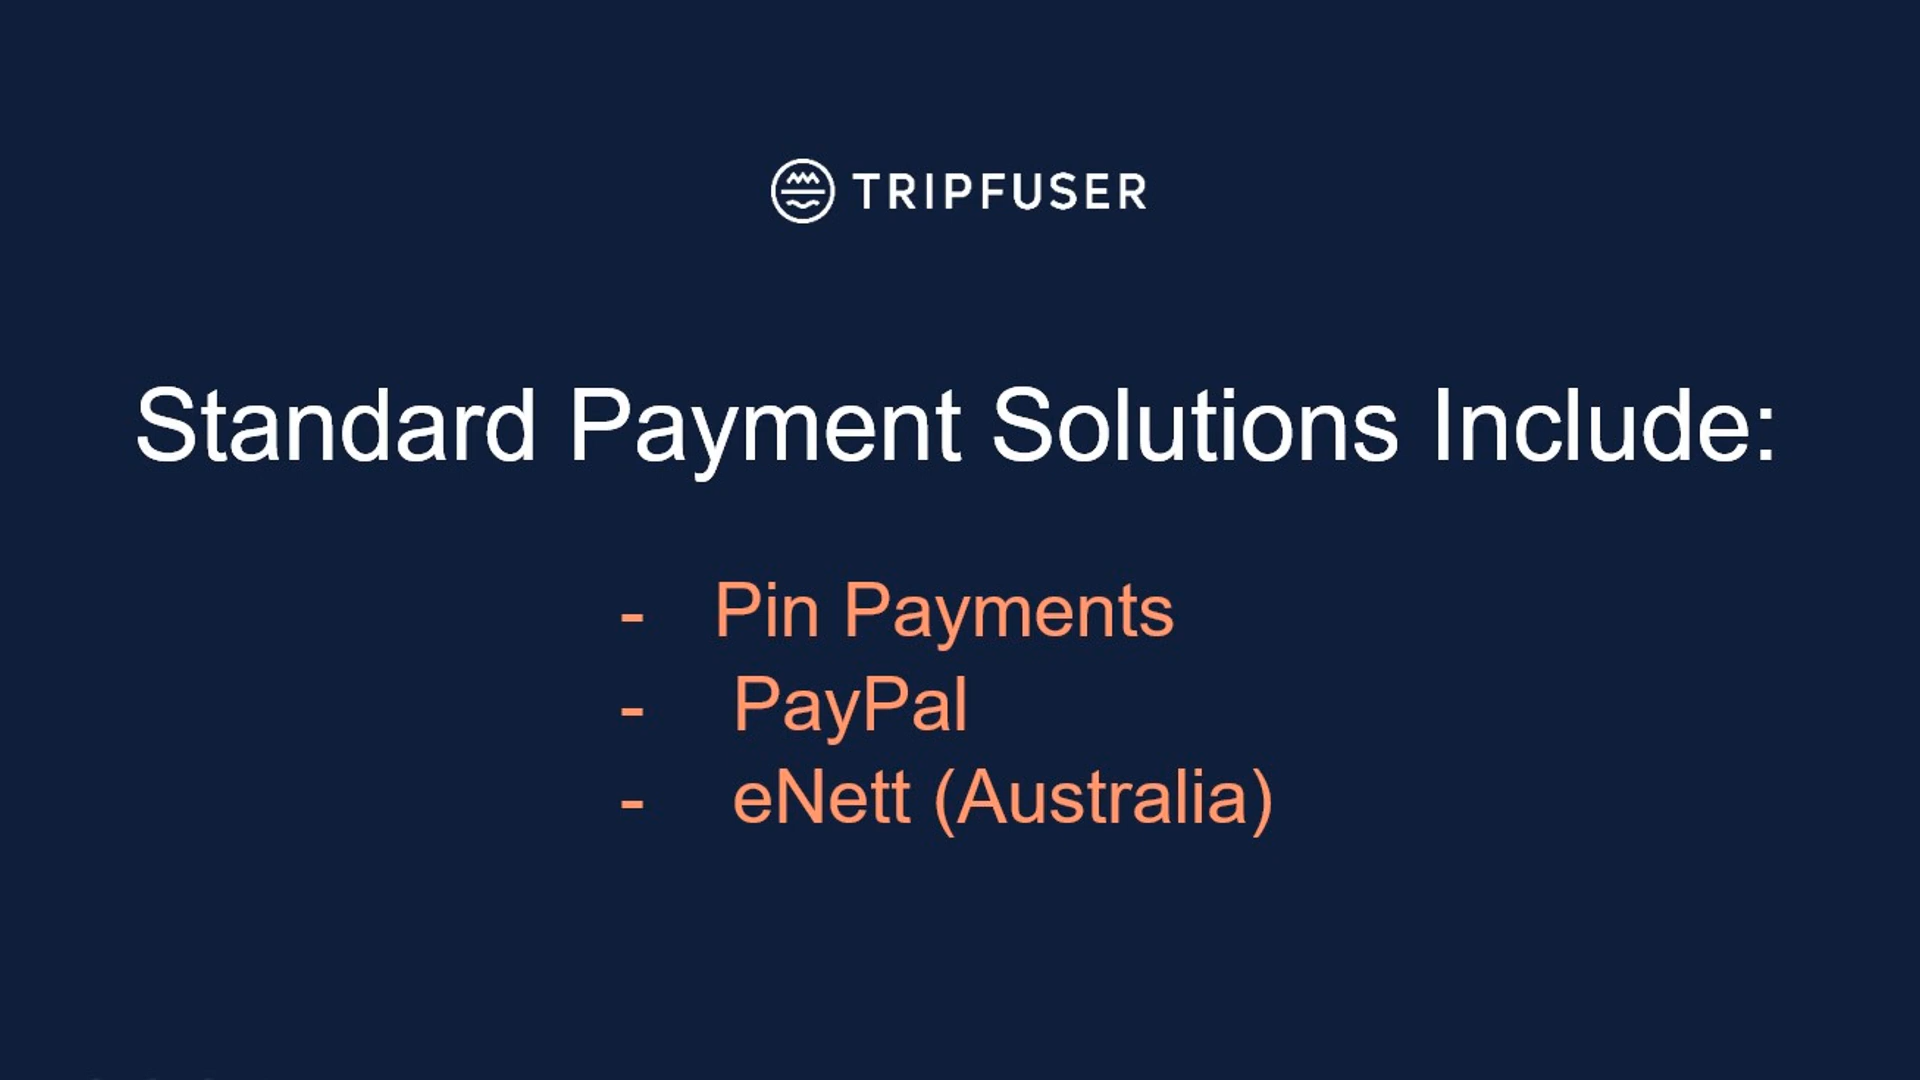 TRIPFUSER
Standard Payment Solutions Include:
- Pin Payments
- PayPal
- eNett (Australia)